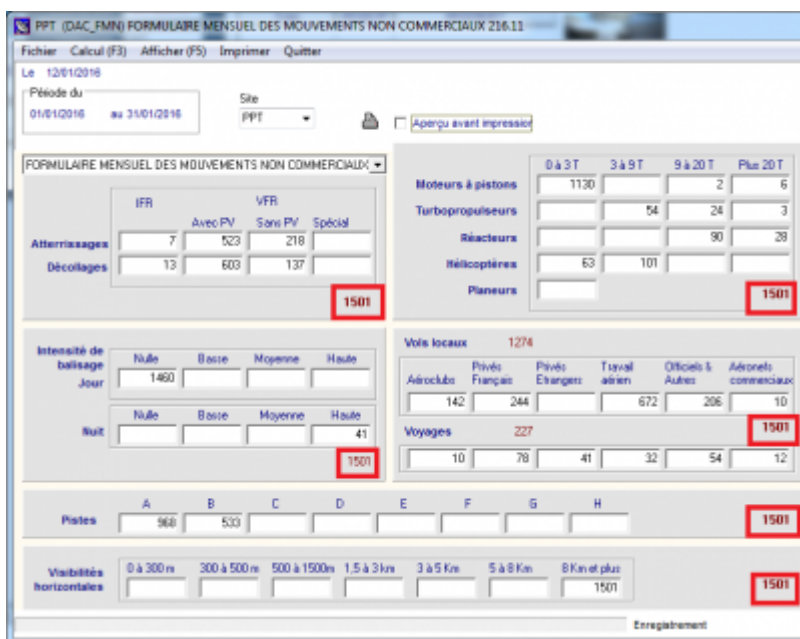 PPT (DAC_FMN) FORMULAIRE MENSUEL DES MOUVEMENTS NON COMMERCIAUX 216.11
Fichier Calcul (F3) Afficher (F5) Imprimer Quitter
Le 12/01/2016
Période du
01/01/2016 au 31/01/2016
Site
PPT
Aperçu avant impression
FORMULAIRE MENSUEL DES MOUVEMENTS NON COMMERCIAUX
IFR VFR
Avec PV Sans PV Spécial
Atterrissages 7 523 218
Décollages 13 603 137
1501
0 à 3 T 3 à 9 T 9 à 20 T Plus 20 T
Moteurs à pistons 1130 2 6
Turbopropulseurs 54 24 3
Réacteurs 90 28
Hélicoptères 63 101
Planeurs
1501
Intensité de balisage
Jour
Nulle Basse Moyenne Haute
1460
Nuit
Nulle Basse Moyenne Haute
41
1501
Vols locaux 1274
Aéroclubs Privés Français Privés Etrangers Travail aérien Officiels & Autres Aéronefs commerciaux
142 244 672 206 10
Voyages 227
1501
10 78 41 32 54 12
A B C D E F G H
Pistes 968 533
1501
Visibilités horizontales
0 à 300 m 300 à 500 m 500 à 1500m 1,5 à 3 km 3 à 5 Km 5 à 8 Km 8 Km et plus
1501
1501
Enregistrement